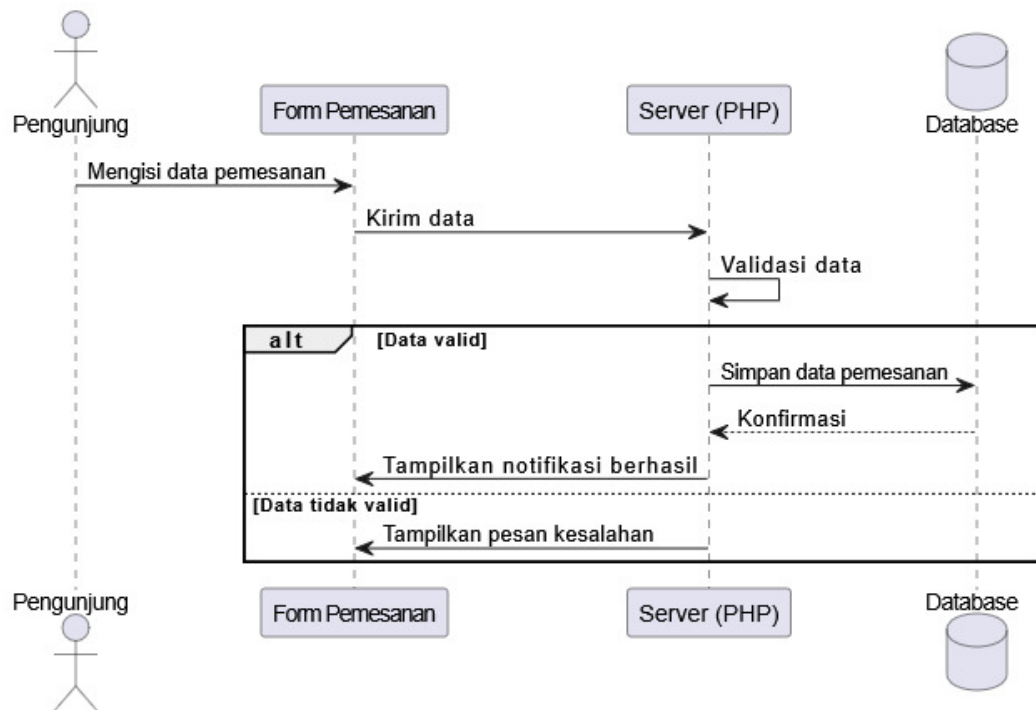 Pengunjung
Form Pemesanan
Server (PHP)
Database
Mengisi data pemesanan
Kirim data
Validasi data
alt
[Data valid]
Simpan data pemesanan
Konfirmasi
Tampilkan notifikasi berhasil
[Data tidak valid]
Tampilkan pesan kesalahan
Pengunjung
Form Pemesanan
Server (PHP)
Database